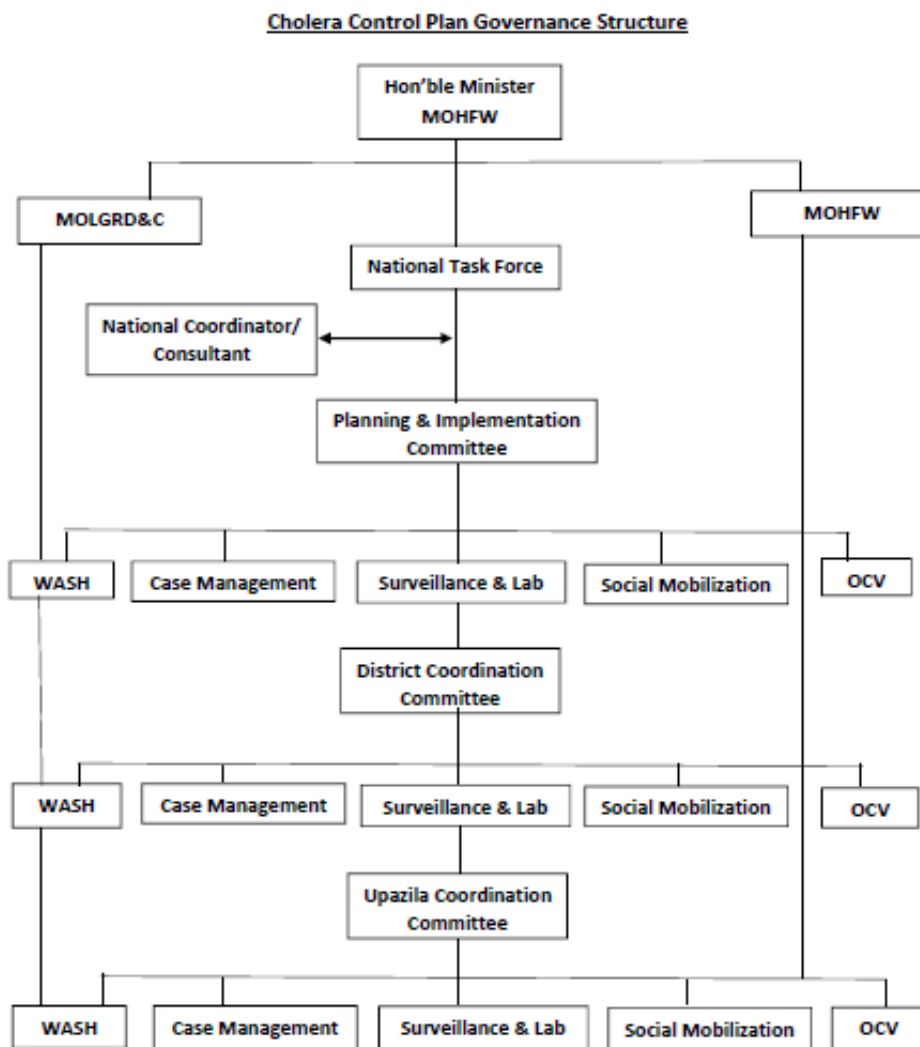 Cholera Control Plan Governance Structure
Hon'ble Minister
MOHFW
MOLGRD&C
MOHFW
National Task Force
National Coordinator/
Consultant
Planning & Implementation
Committee
WASH
Case Management
Surveillance & Lab
Social Mobilization
OCV
District Coordination
Committee
WASH
Case Management
Surveillance & Lab
Social Mobilization
OCV
Upazila Coordination
Committee
WASH
Case Management
Surveillance & Lab
Social Mobilization
OCV